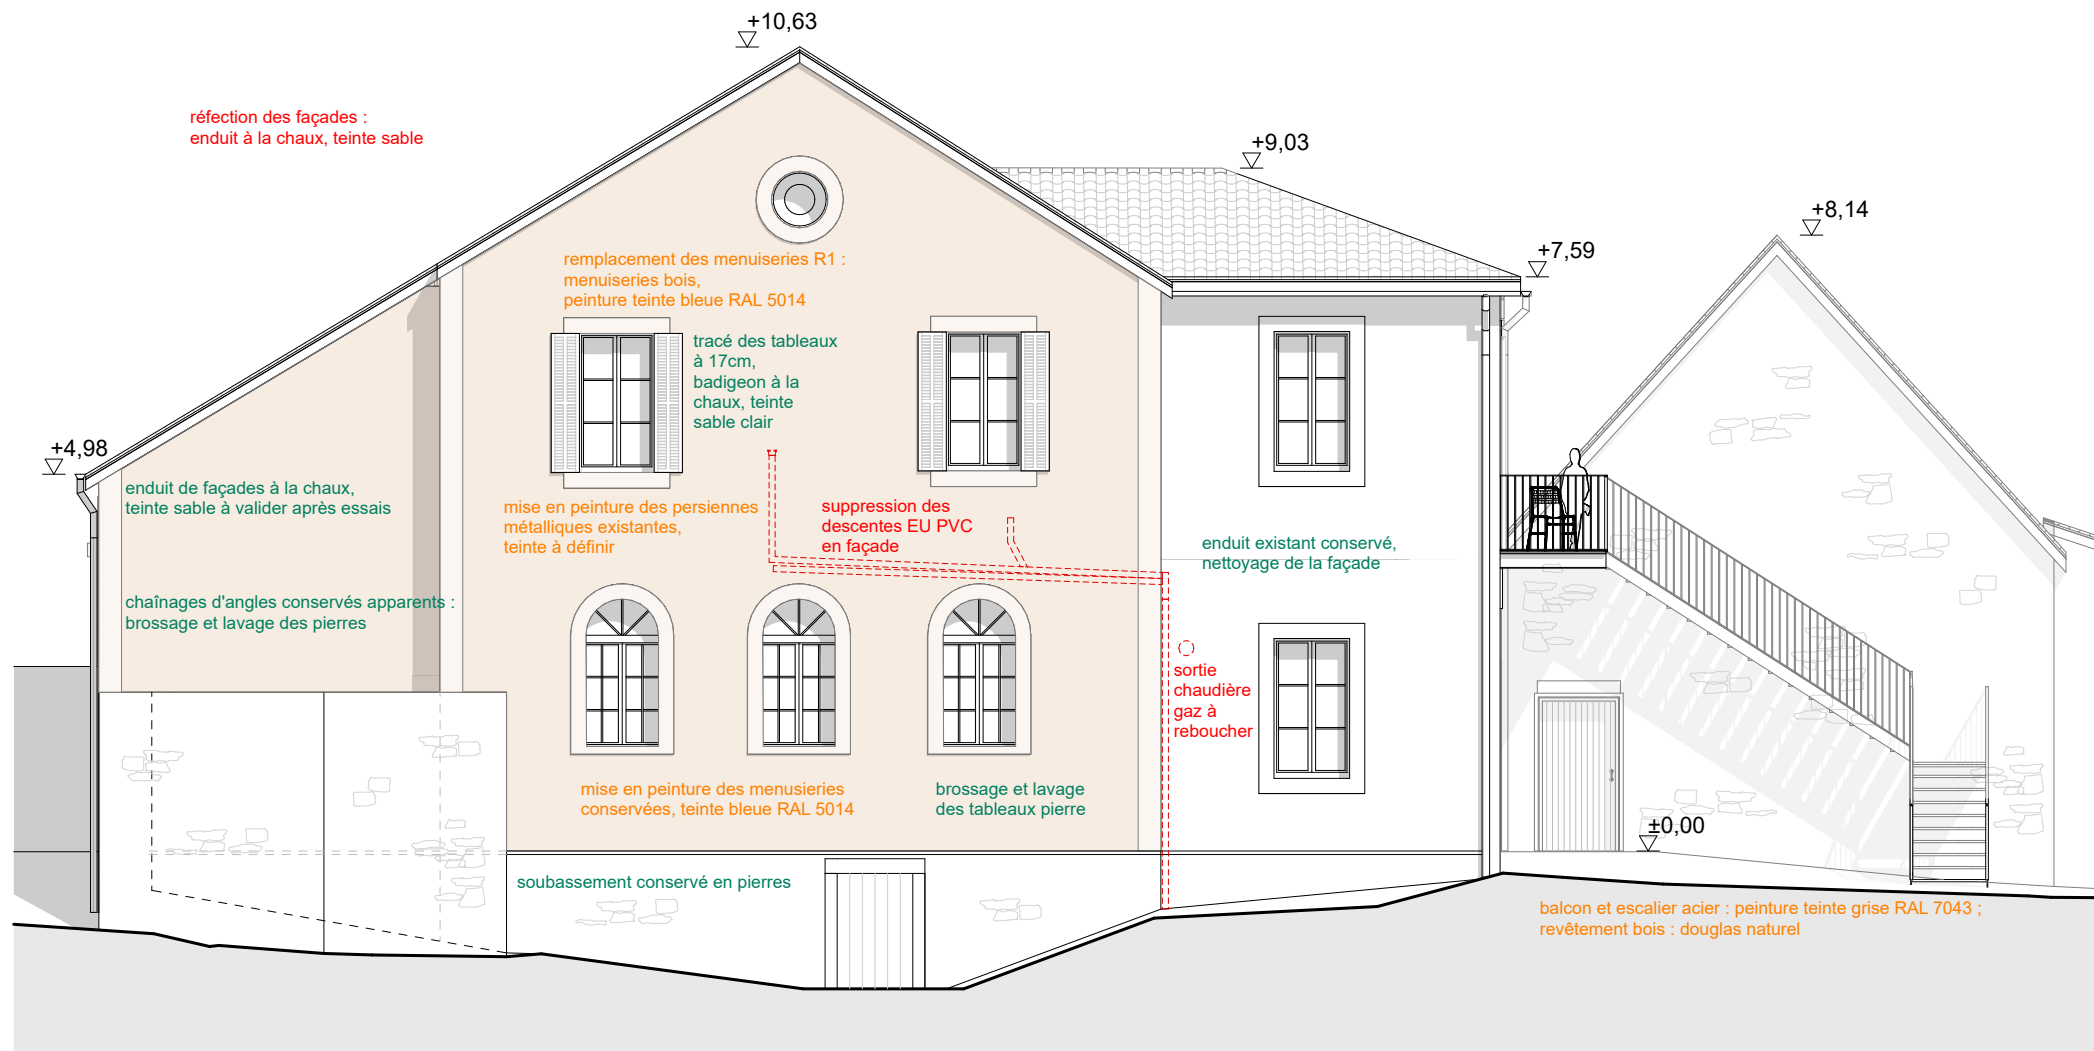 +10,63
réfection des façades :
enduit à la chaux, teinte sable
+9,03
+8,14
+7,59
remplacement des menuiseries R1 :
menuiseries bois,
peinture teinte bleue RAL 5014
tracé des tableaux
à 17cm,
badigeon à la
chaux, teinte
sable clair
+4,98
enduit de façades à la chaux,
teinte sable à valider après essais
mise en peinture des persiennes
métalliques existantes,
teinte à définir
suppression des
descentes EU PVC
en façade
enduit existant conservé,
nettoyage de la façade
chaînages d'angles conservés apparents :
brossage et lavage des pierres
sortie
chaudière
gaz à
reboucher
mise en peinture des menusieries
conservées, teinte bleue RAL 5014
brossage et lavage
des tableaux pierre
±0,00
soubassement conservé en pierres
balcon et escalier acier : peinture teinte grise RAL 7043 ;
revêtement bois : douglas naturel